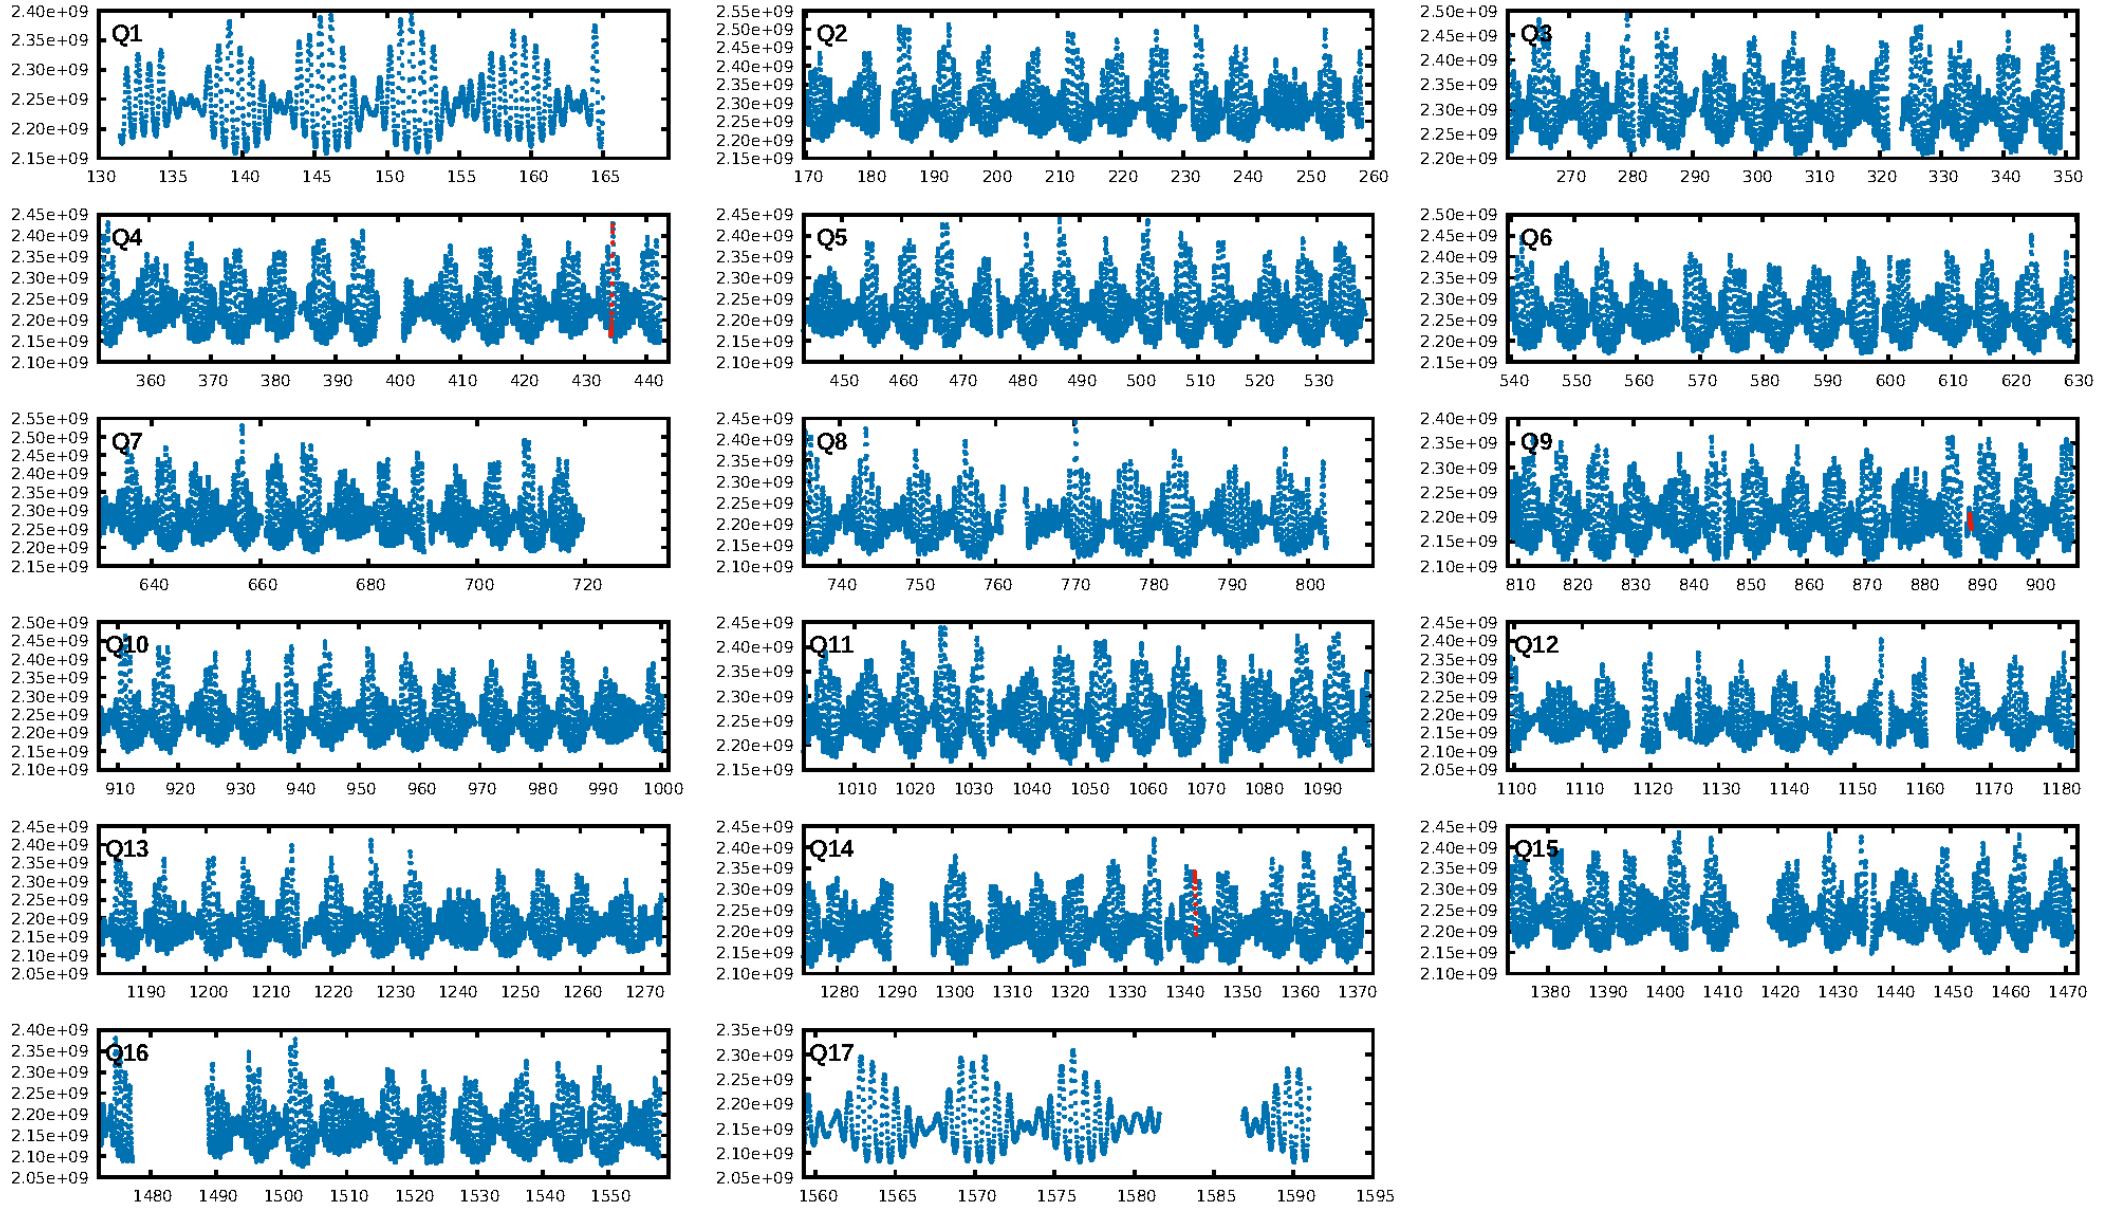 2.40e+09 2.35e+09 2.30e+09 2.25e+09 2.20e+09 2.15e+09
Q1
130 135 140 145 150 155 160 165
2.55e+09 2.50e+09 2.45e+09 2.40e+09 2.35e+09 2.30e+09 2.25e+09 2.20e+09 2.15e+09
Q2
170 180 190 200 210 220 230 240 250 260
2.50e+09 2.45e+09 2.40e+09 2.35e+09 2.30e+09 2.25e+09 2.20e+09
Q3
270 280 290 300 310 320 330 340 350
2.45e+09 2.40e+09 2.35e+09 2.30e+09 2.25e+09 2.20e+09 2.15e+09 2.10e+09
Q4
360 370 380 390 400 410 420 430 440
2.45e+09 2.40e+09 2.35e+09 2.30e+09 2.25e+09 2.20e+09 2.15e+09 2.10e+09
Q5
450 460 470 480 490 500 510 520 530
2.50e+09 2.45e+09 2.40e+09 2.35e+09 2.30e+09 2.25e+09 2.20e+09 2.15e+09
Q6
540 550 560 570 580 590 600 610 620 630
2.55e+09 2.50e+09 2.45e+09 2.40e+09 2.35e+09 2.30e+09 2.25e+09 2.20e+09 2.15e+09
Q7
640 660 680 700 720
2.45e+09 2.40e+09 2.35e+09 2.30e+09 2.25e+09 2.20e+09 2.15e+09 2.10e+09
Q8
740 750 760 770 780 790 800
2.40e+09 2.35e+09 2.30e+09 2.25e+09 2.20e+09 2.15e+09 2.10e+09
Q9
810 820 830 840 850 860 870 880 890 900
2.50e+09 2.45e+09 2.40e+09 2.35e+09 2.30e+09 2.25e+09 2.20e+09 2.15e+09 2.10e+09
Q10
910 920 930 940 950 960 970 980 990 1000
2.45e+09 2.40e+09 2.35e+09 2.30e+09 2.25e+09 2.20e+09 2.15e+09
Q11
1010 1020 1030 1040 1050 1060 1070 1080 1090
2.45e+09 2.40e+09 2.35e+09 2.30e+09 2.25e+09 2.20e+09 2.15e+09 2.10e+09 2.05e+09
Q12
1100 1110 1120 1130 1140 1150 1160 1170 1180
2.45e+09 2.40e+09 2.35e+09 2.30e+09 2.25e+09 2.20e+09 2.15e+09 2.10e+09 2.05e+09
Q13
1190 1200 1210 1220 1230 1240 1250 1260 1270
2.45e+09 2.40e+09 2.35e+09 2.30e+09 2.25e+09 2.20e+09 2.15e+09 2.10e+09
Q14
1280 1290 1300 1310 1320 1330 1340 1350 1360 1370
2.45e+09 2.40e+09 2.35e+09 2.30e+09 2.25e+09 2.20e+09 2.15e+09 2.10e+09
Q15
1380 1390 1400 1410 1420 1430 1440 1450 1460 1470
2.40e+09 2.35e+09 2.30e+09 2.25e+09 2.20e+09 2.15e+09 2.10e+09 2.05e+09
Q16
1480 1490 1500 1510 1520 1530 1540 1550
2.35e+09 2.30e+09 2.25e+09 2.20e+09 2.15e+09 2.10e+09 2.05e+09
Q17
1560 1565 1570 1575 1580 1585 1590 1595